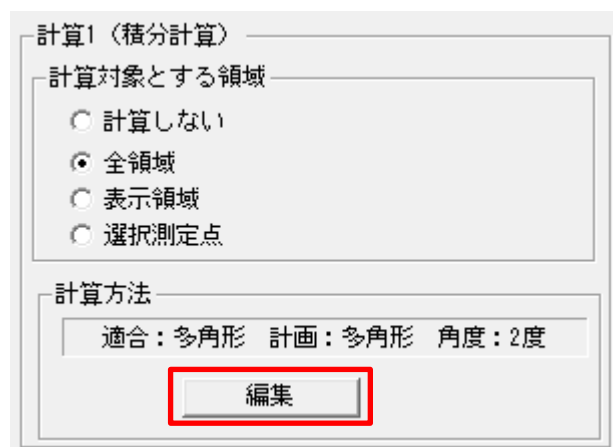 計算1（積分計算）
計算対象とする領域
計算しない
全領域
表示領域
選択測定点
計算方法
適合：多角形　計画：多角形　角度：2度
編集